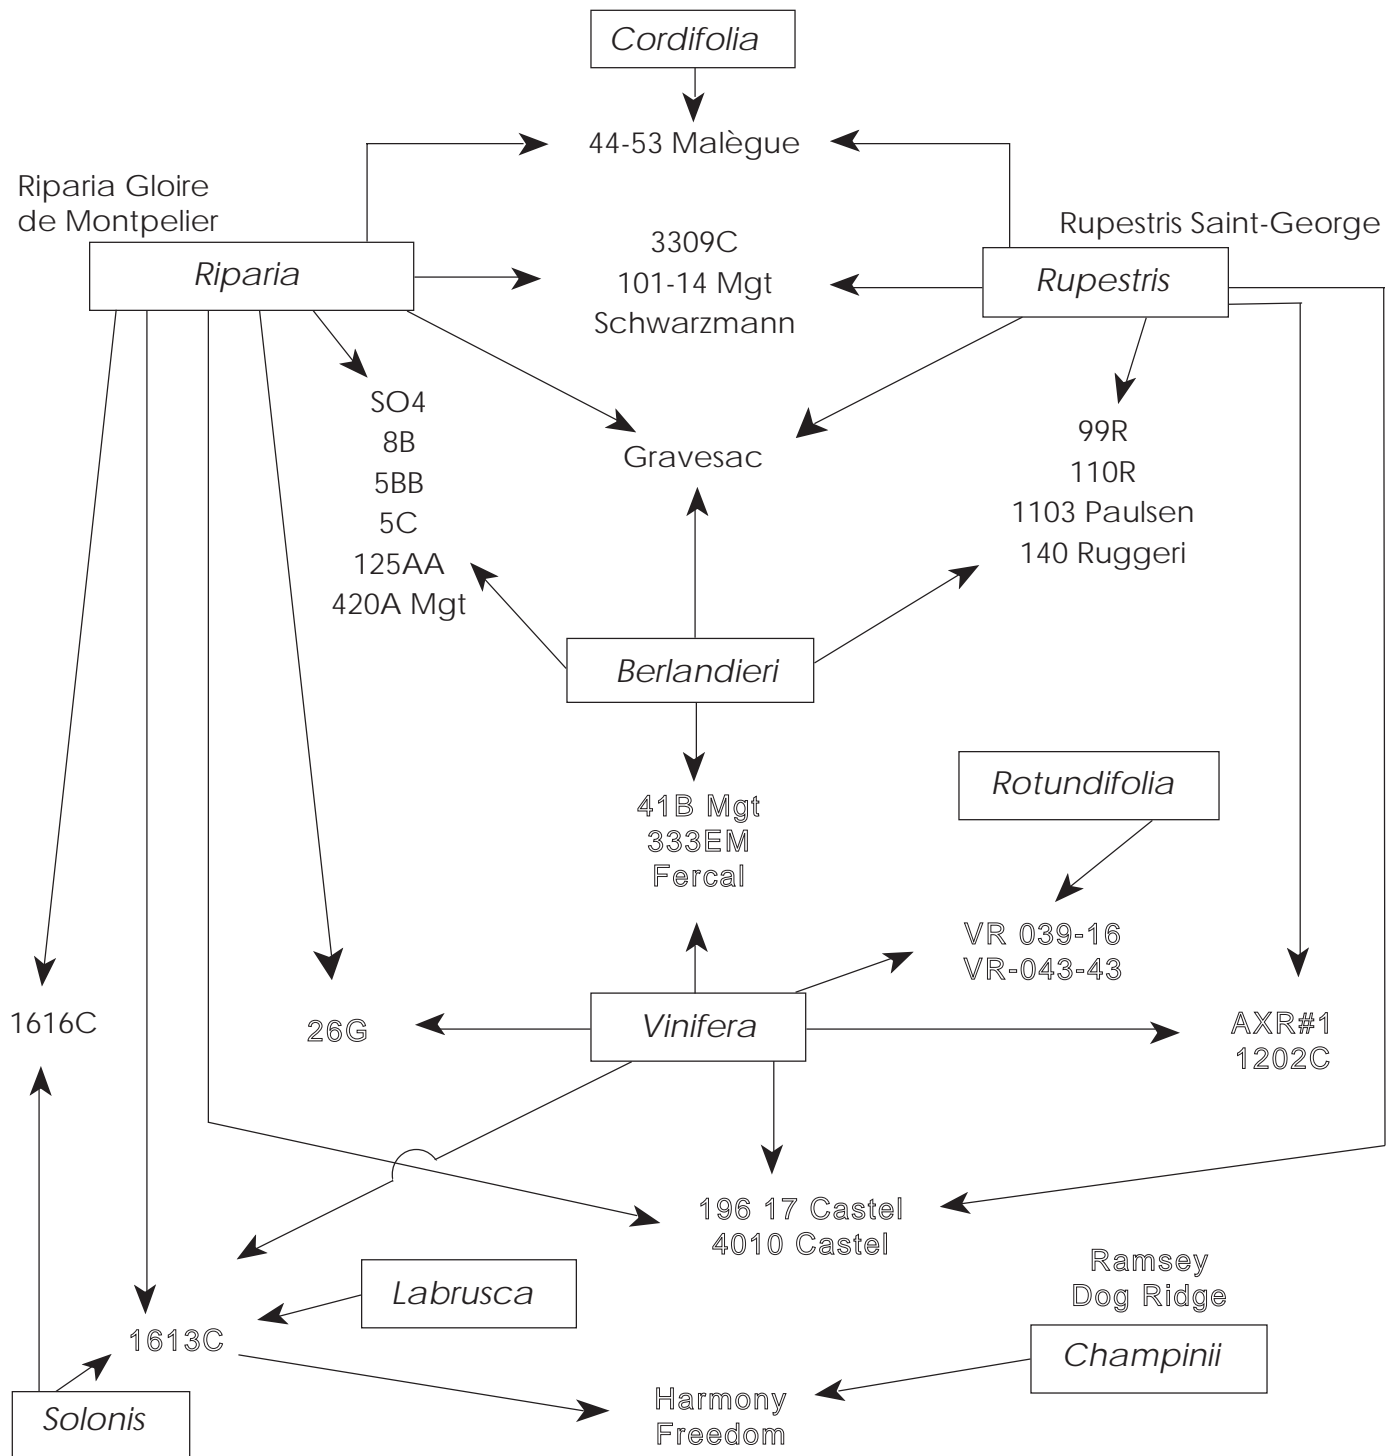 Cordifolia
44-53 Malègue
Riparia Gloire
de Montpelier
Rupestris Saint-George
Riparia
3309C
101-14 Mgt
Schwarzmann
Rupestris
SO4
8B
5BB
5C
125AA
420A Mgt
Gravesac
99R
110R
1103 Paulsen
140 Ruggeri
Berlandieri
41B Mgt
333EM
Fercal
Rotundifolia
VR 039-16
VR-043-43
1616C
26G
Vinifera
AXR#1
1202C
196 17 Castel
4010 Castel
Ramsey
Dog Ridge
Labrusca
1613C
Champinii
Harmony
Freedom
Solonis